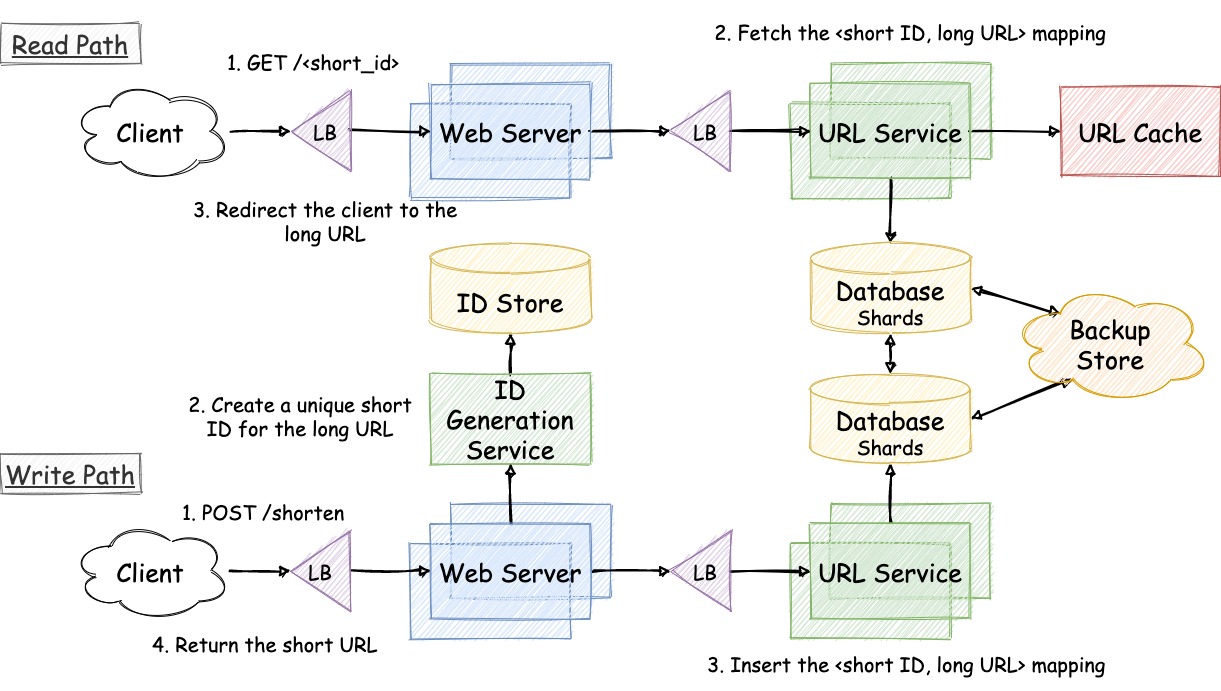 Read Path
2. Fetch the <short ID, long URL> mapping
1. GET /<short_id>
Client
LB
Web Server
LB
URL Service
URL Cache
3. Redirect the client to the
long URL
ID Store
Database
Shards
Backup
Store
2. Create a unique short
ID for the long URL
ID
Generation
Service
Database
Shards
Write Path
1. POST /shorten
Client
LB
Web Server
LB
URL Service
4. Return the short URL
3. Insert the <short ID, long URL> mapping